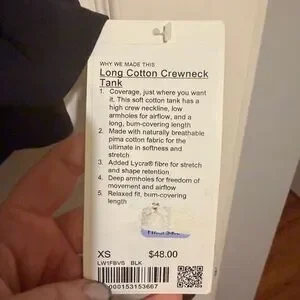 WHY WE MADE THIS
Long Cotton Crewneck
Tank
1. Coverage, just where you want
it. This soft cotton tank has a
high crew neckline, low
armholes for airflow, and a
long, bum-covering length
2. Made with naturally breathable
pima cotton fabric for the
ultimate in softness and
stretch
3. Added Lycra® fibre for stretch
and shape retention
4. Deep armholes for freedom of
movement and airflow
5. Relaxed fit, bum-covering
length
XS $48.00
LW1FBVS BLK
0000153153667